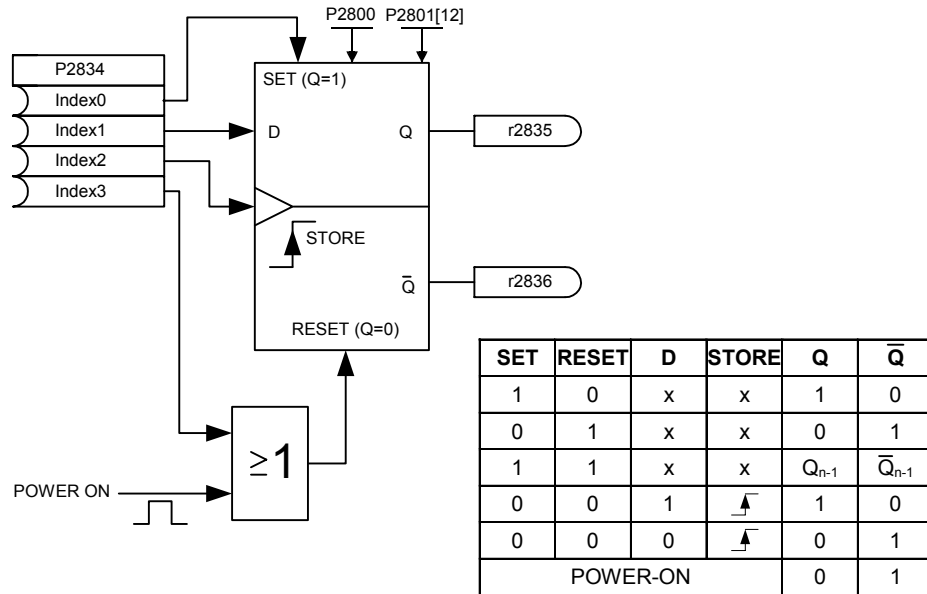 P2800 P2801[12]
P2834
Index0
Index1
Index2
Index3
SET (Q=1)
D Q
r2835
STORE
Q̅
r2836
RESET (Q=0)
≥1
POWER ON
SET RESET D STORE Q Q̅
1 0 x x 1 0
0 1 x x 0 1
1 1 x x Qn-1 Q̅n-1
0 0 1 1 0
0 0 0 0 1
POWER-ON 0 1